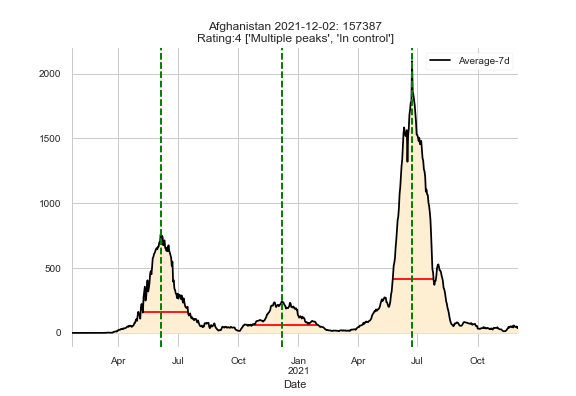 Afghanistan 2021-12-02: 157387
Rating:4 ['Multiple peaks', 'In control']
Average-7d
2000
1500
1000
500
0
Apr Jul Oct Jan Apr Jul Oct
2021
Date